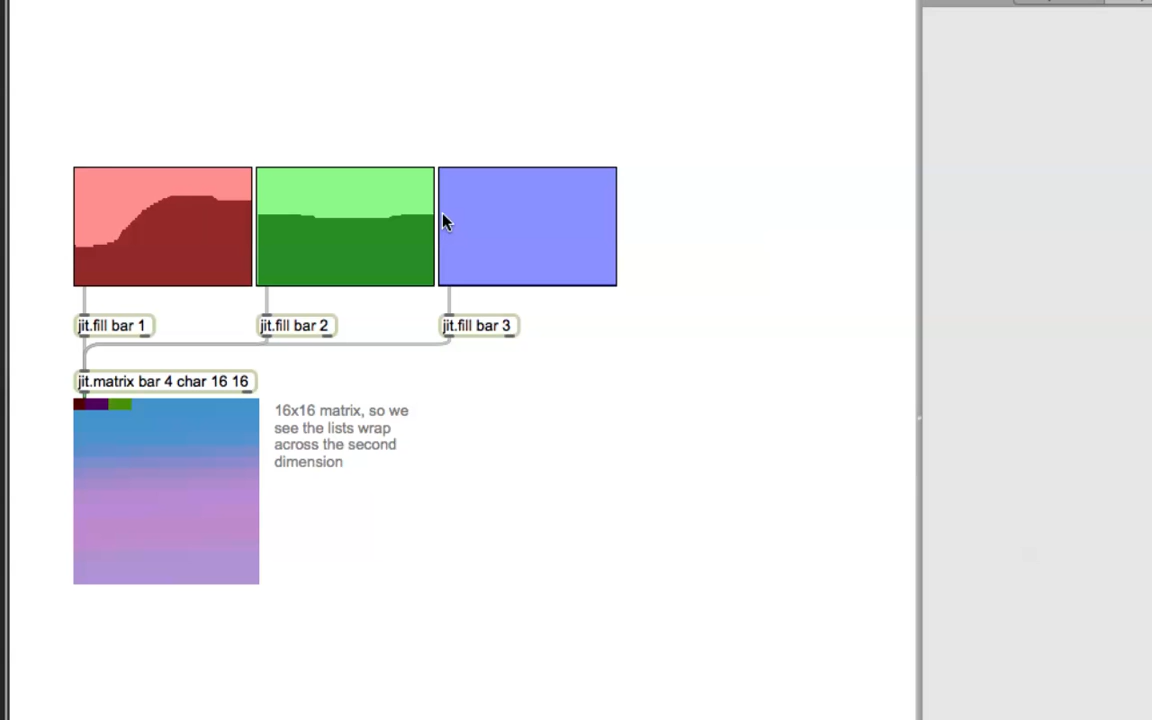 jit.fill bar 1
jit.fill bar 2
jit.fill bar 3
jit.matrix bar 4 char 16 16
16x16 matrix, so we
see the lists wrap
across the second
dimension